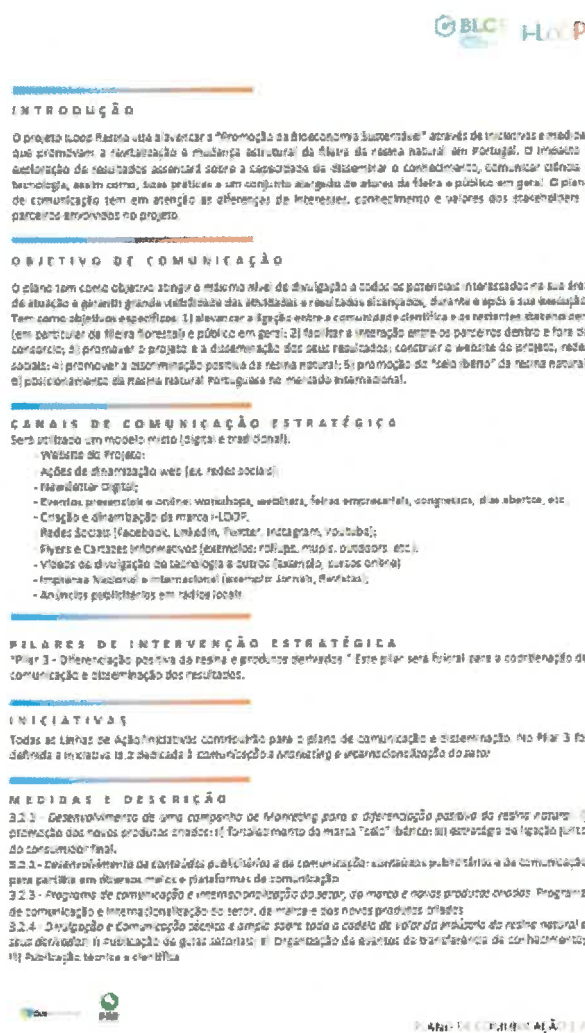 BLC
i-LOOP
INTRODUÇÃO
O projeto iLoop Resina visa alavancar a "Promoção da Bioeconomia Sustentável" através de iniciativas e medidas
que promovam a revitalização e mudança estrutural da fileira da resina natural em Portugal. O impacto
exploração de resultados assentará sobre a capacidade de disseminar o conhecimento, comunicar ciência
tecnologia, assim como, boas práticas a um conjunto alargado de atores da fileira e público em geral. O plano
de comunicação tem em atenção as diferenças de interesses, conhecimento e valores dos stakeholders
parceiros envolvidos no projeto.
OBJETIVO DE COMUNICAÇÃO
O plano tem como objetivo atingir o máximo nível de divulgação a todos os potenciais interessados na sua área
de atuação e garantir grande visibilidade das atividades e resultados alcançados, durante e após a sua execução.
Tem como objetivos específicos: 1) alavancar a ligação entre a comunidade científica e os restantes
(em particular da fileira florestal) e público em geral; 2) facilitar a interação entre os parceiros dentro e fora do
consórcio; 3) promover o projeto e a disseminação dos seus resultados; construir o website do projeto, redes
sociais; 4) promover a discriminação positiva da resina natural; 5) promoção do "selo ibério" da resina natural
e) posicionamento da Resina Natural Portuguesa no mercado internacional.
CANAIS DE COMUNICAÇÃO ESTRATÉGICA
Será utilizado um modelo misto (digital e tradicional).
- Website do Projeto;
- Ações de dinamização web (ex. redes sociais)
- Newsletter Digital;
- Eventos presenciais e online: workshops, webinars, feiras empresariais, congressos, dias abertos, etc.
- Criação e dinamização da marca i-LOOP.
- Redes Sociais (Facebook, LinkedIn, Twitter, Instagram, Youtube);
- Flyers e Cartazes informativos (exemplos: rollups, mupis, outdoors, etc.);
- Vídeos de divulgação de tecnologia e outros (exemplo, cursos online)
- Imprensa Nacional e Internacional (exemplo: Jornais, Revistas);
- Anúncios publicitários em rádios locais
PILARES DE INTERVENÇÃO ESTRATÉGICA
"Pilar 3 - Diferenciação positiva da resina e produtos derivados." Este pilar será fulcral para a coordenação de
comunicação e disseminação dos resultados.
INICIATIVAS
Todas as Linhas de Ação/Iniciativas contribuirão para o plano de comunicação e disseminação. No Pilar 3 foi
definida a iniciativa dedicada à comunicação e Marketing e internacionalização do setor
MEDIDAS E DESCRIÇÃO
3.2.1 - Desenvolvimento de uma campanha de Marketing para a diferenciação positiva da resina natural
promoção dos novos produtos criados; ii) fortalecimento da marca "selo" ibérico; iii) estratégia de ligação junto
do consumidor final.
3.2.2 - Desenvolvimento de conteúdos publicitários e de comunicação: conteúdos publicitários e de comunicação
para partilha em diversos meios e plataformas de comunicação
3.2.3 - Programa de comunicação e internacionalização do setor, da marca e novos produtos criados. Programa
de comunicação e internacionalização do setor, da marca e dos novos produtos criados
3.2.4 - Divulgação e Comunicação técnica e ampla sobre toda a cadeia de valor da indústria da resina natural e
seus derivados: i) Publicação de guias setoriais; ii) Organização de eventos de transferência de conhecimento;
iii) Publicação técnica e científica
PLANO DE COMUNICAÇÃO